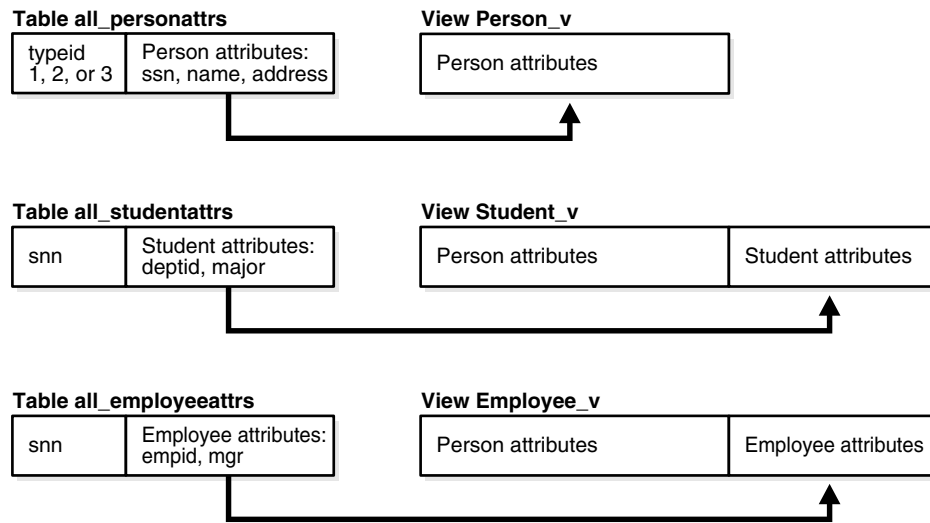 Table all_personattrs
View Person_v
typeid
1, 2, or 3
Person attributes:
ssn, name, address
Person attributes
Table all_studentattrs
View Student_v
snn
Student attributes:
deptid, major
Person attributes
Student attributes
Table all_employeeattrs
View Employee_v
snn
Employee attributes:
empid, mgr
Person attributes
Employee attributes